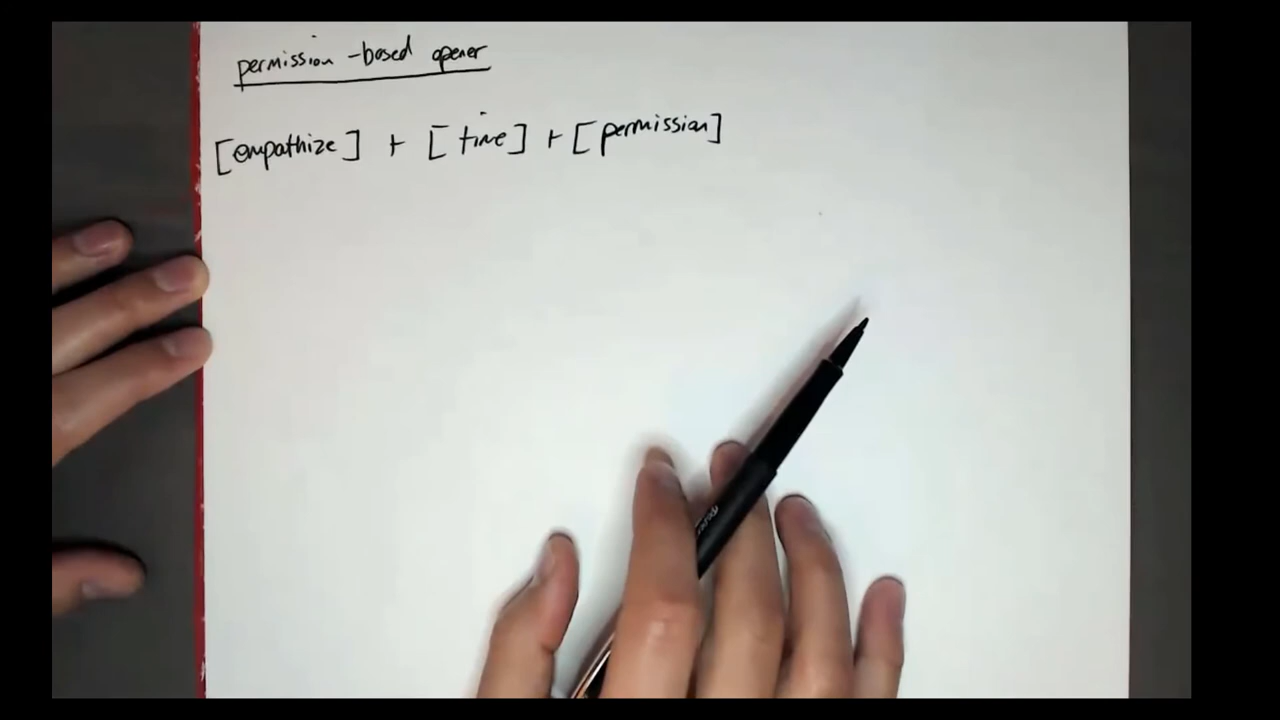 permission-based opener
[empathize] + [time] + [permission]